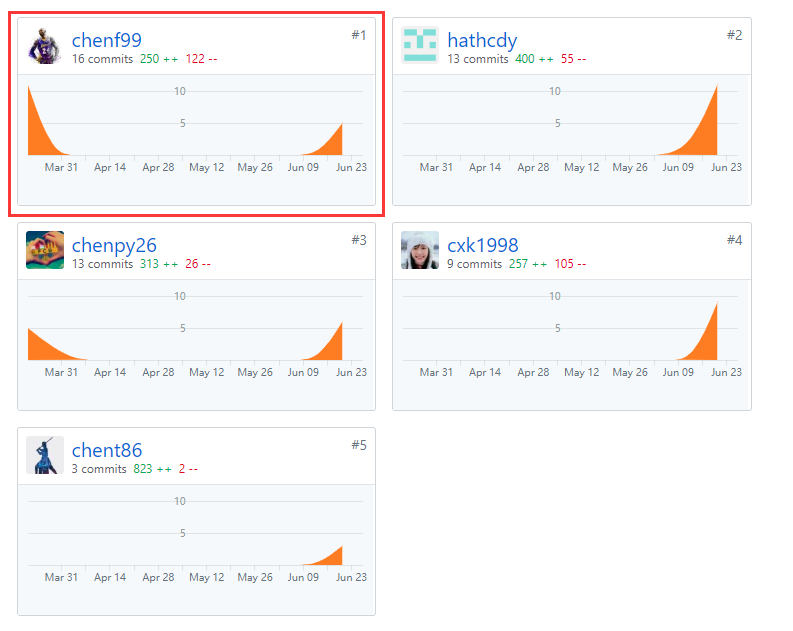 chenf99
#1
16 commits 250 ++ 122 --
10
5
Mar 31 Apr 14 Apr 28 May 12 May 26 Jun 09 Jun 23
hathcdy
#2
13 commits 400 ++ 55 --
10
5
Mar 31 Apr 14 Apr 28 May 12 May 26 Jun 09 Jun 23
chenpy26
#3
13 commits 313 ++ 26 --
10
5
Mar 31 Apr 14 Apr 28 May 12 May 26 Jun 09 Jun 23
cxk1998
#4
9 commits 257 ++ 105 --
10
5
Mar 31 Apr 14 Apr 28 May 12 May 26 Jun 09 Jun 23
chent86
#5
3 commits 823 ++ 2 --
10
5
Mar 31 Apr 14 Apr 28 May 12 May 26 Jun 09 Jun 23